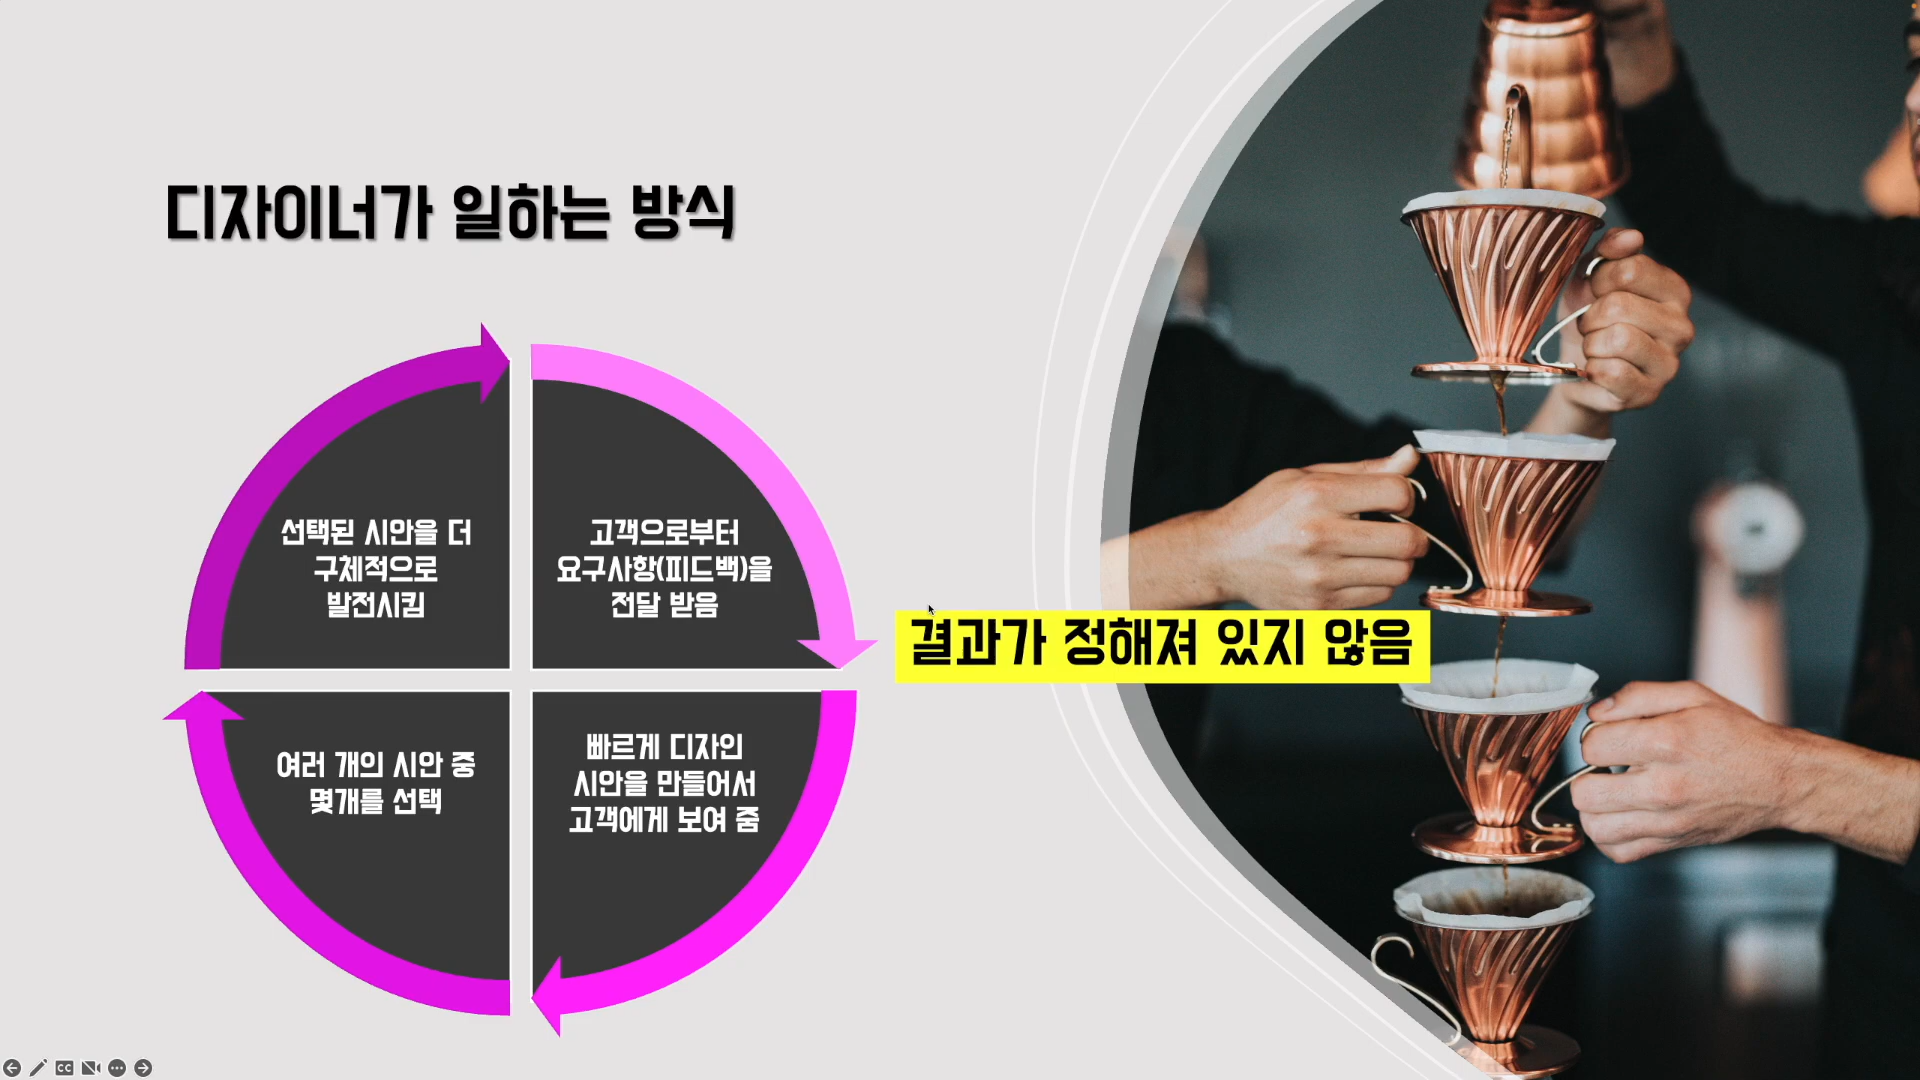 디자이너가 일하는 방식
선택된 시안을 더
구체적으로
발전시킴
고객으로부터
요구사항(피드백)을
전달 받음
결과가 정해져 있지 않음
여러 개의 시안 중
몇개를 선택
빠르게 디자인
시안을 만들어서
고객에게 보여 줌
CC